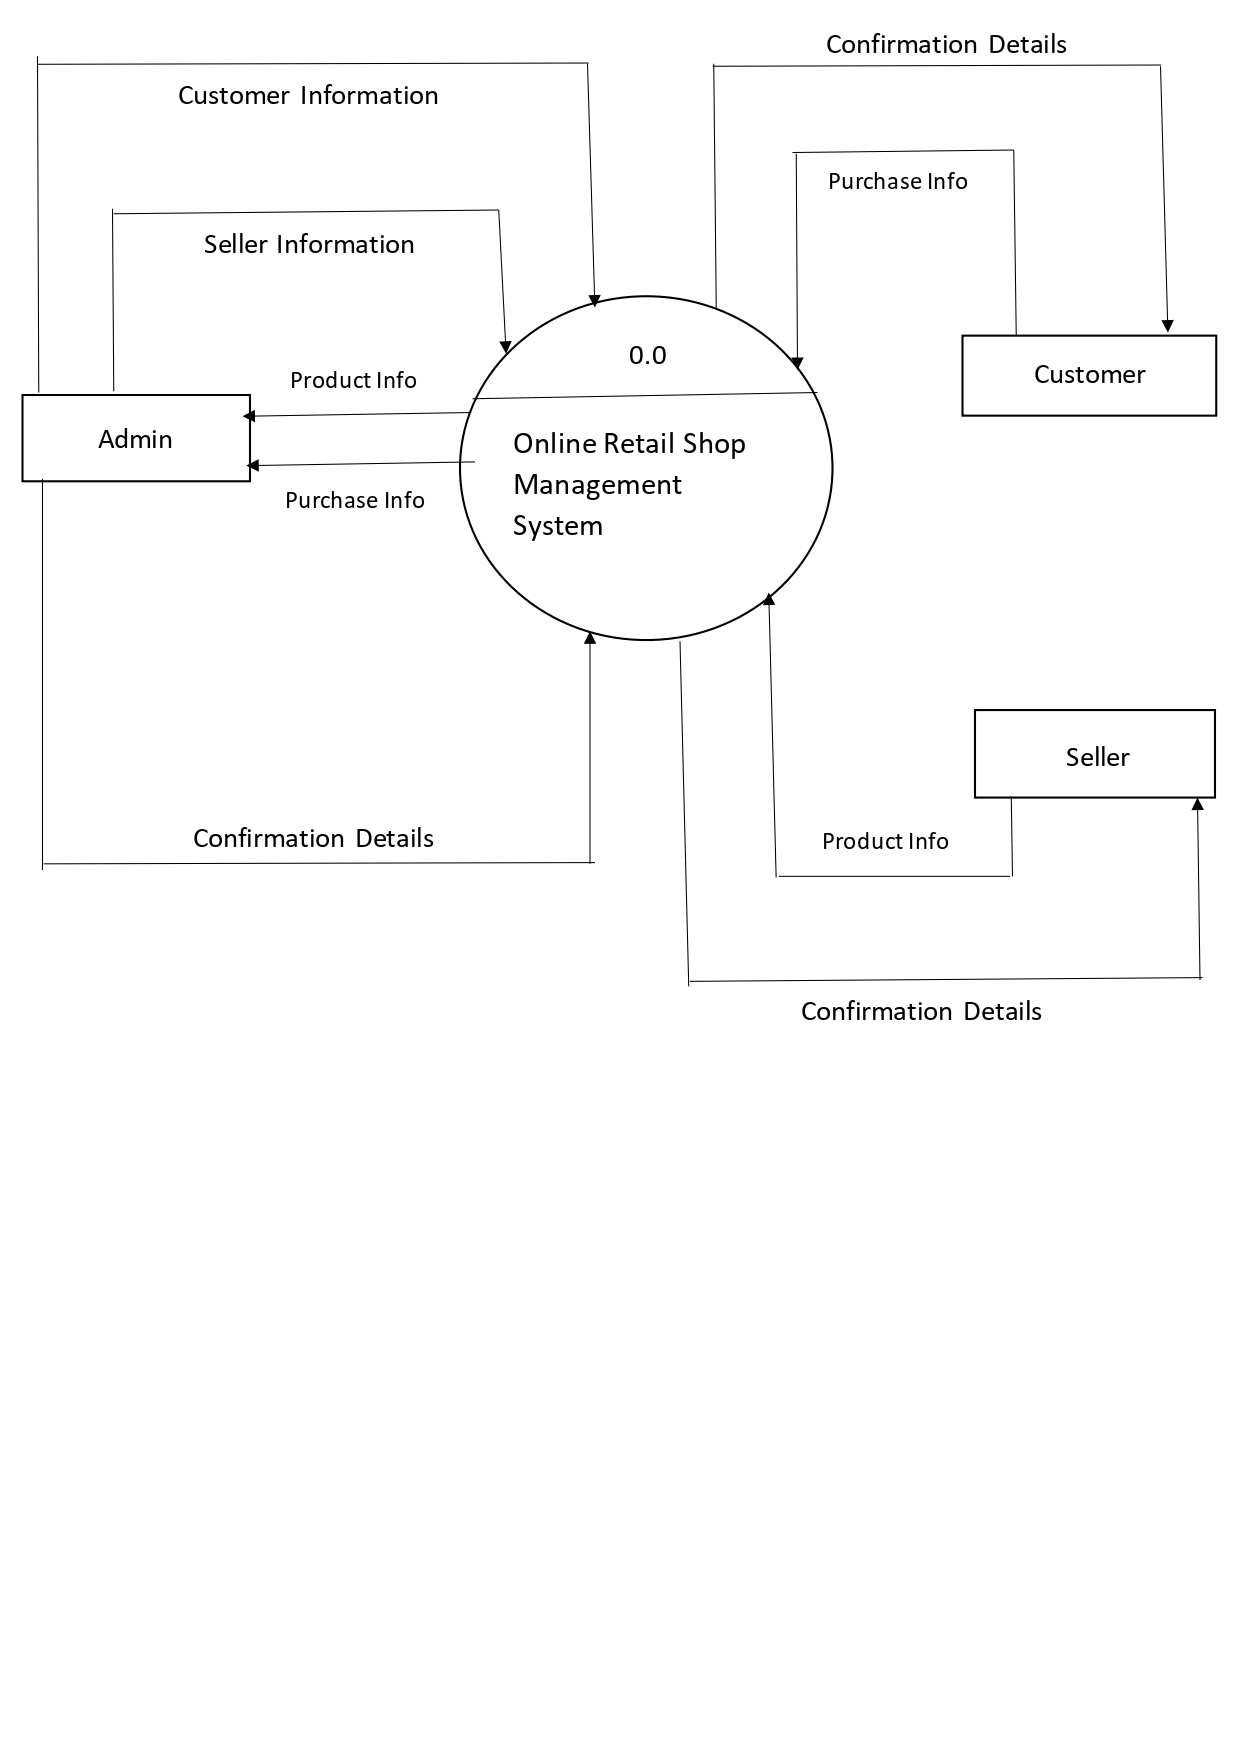 Confirmation Details
Customer Information
Purchase Info
Seller Information
0.0
Product Info
Customer
Admin
Online Retail Shop
Management
System
Purchase Info
Seller
Confirmation Details
Product Info
Confirmation Details